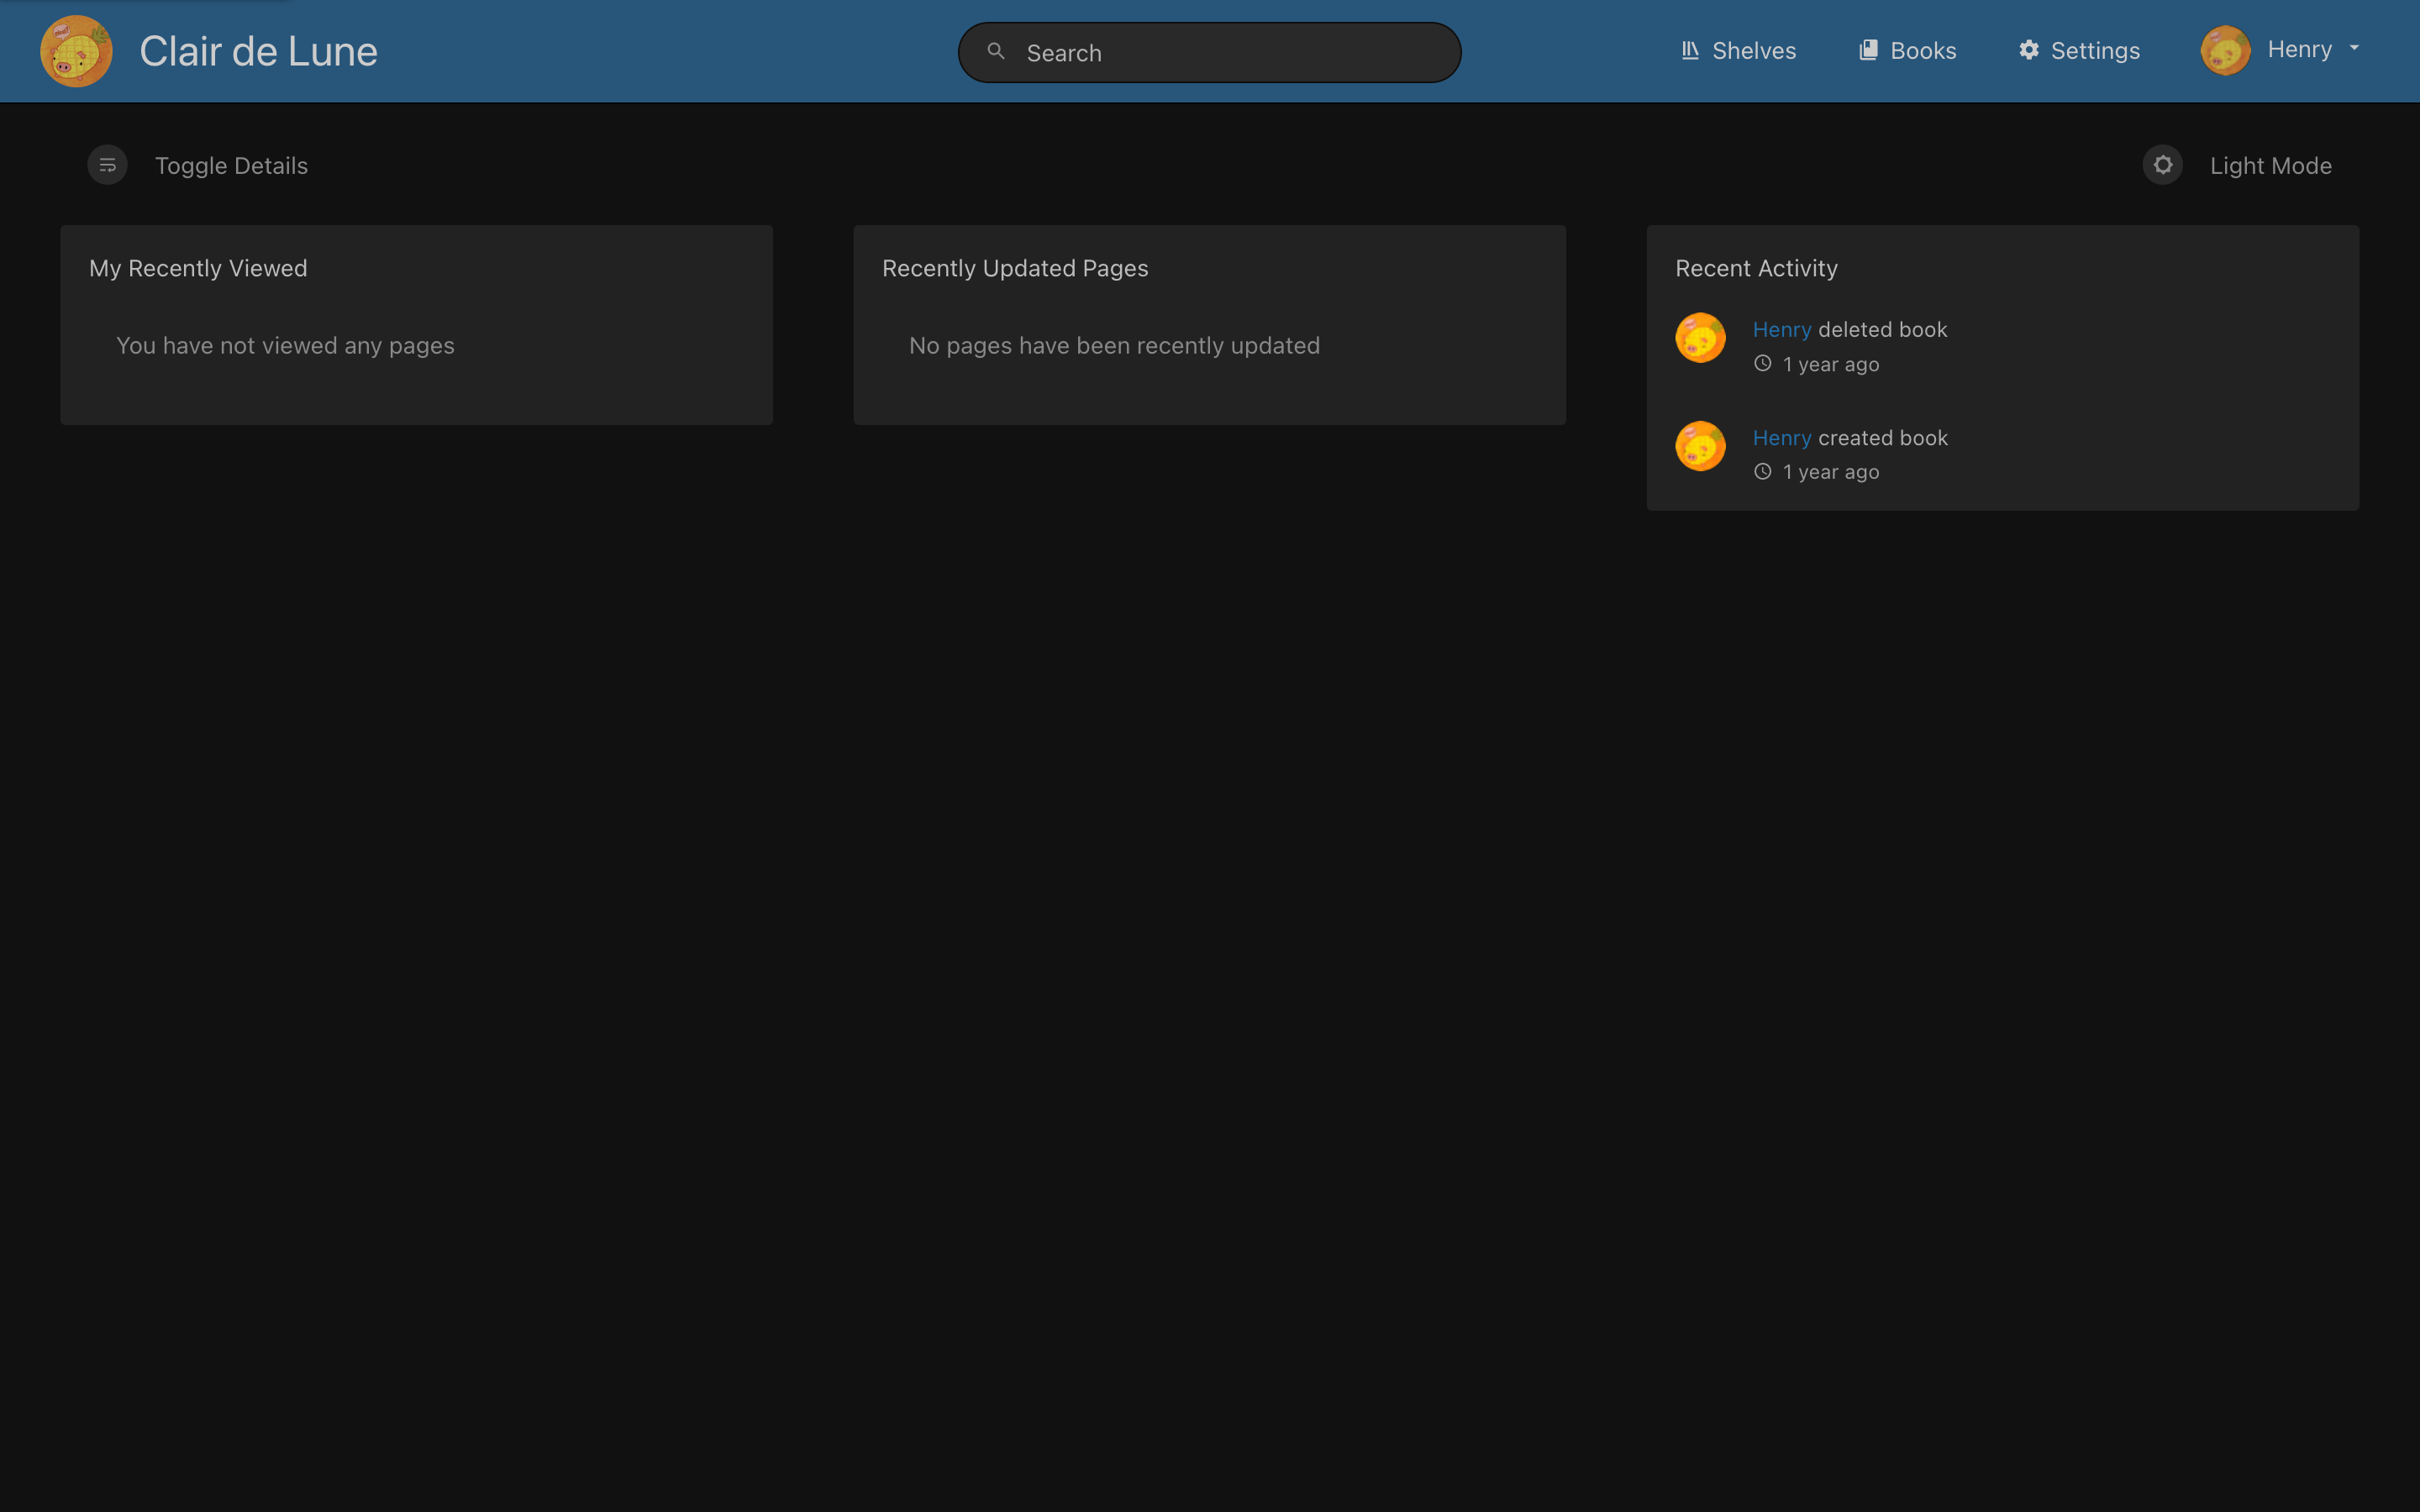 Clair de Lune
Search
Shelves
Books
Settings
Henry
Toggle Details
Light Mode
My Recently Viewed
You have not viewed any pages
Recently Updated Pages
No pages have been recently updated
Recent Activity
Henry deleted book
1 year ago
Henry created book
1 year ago